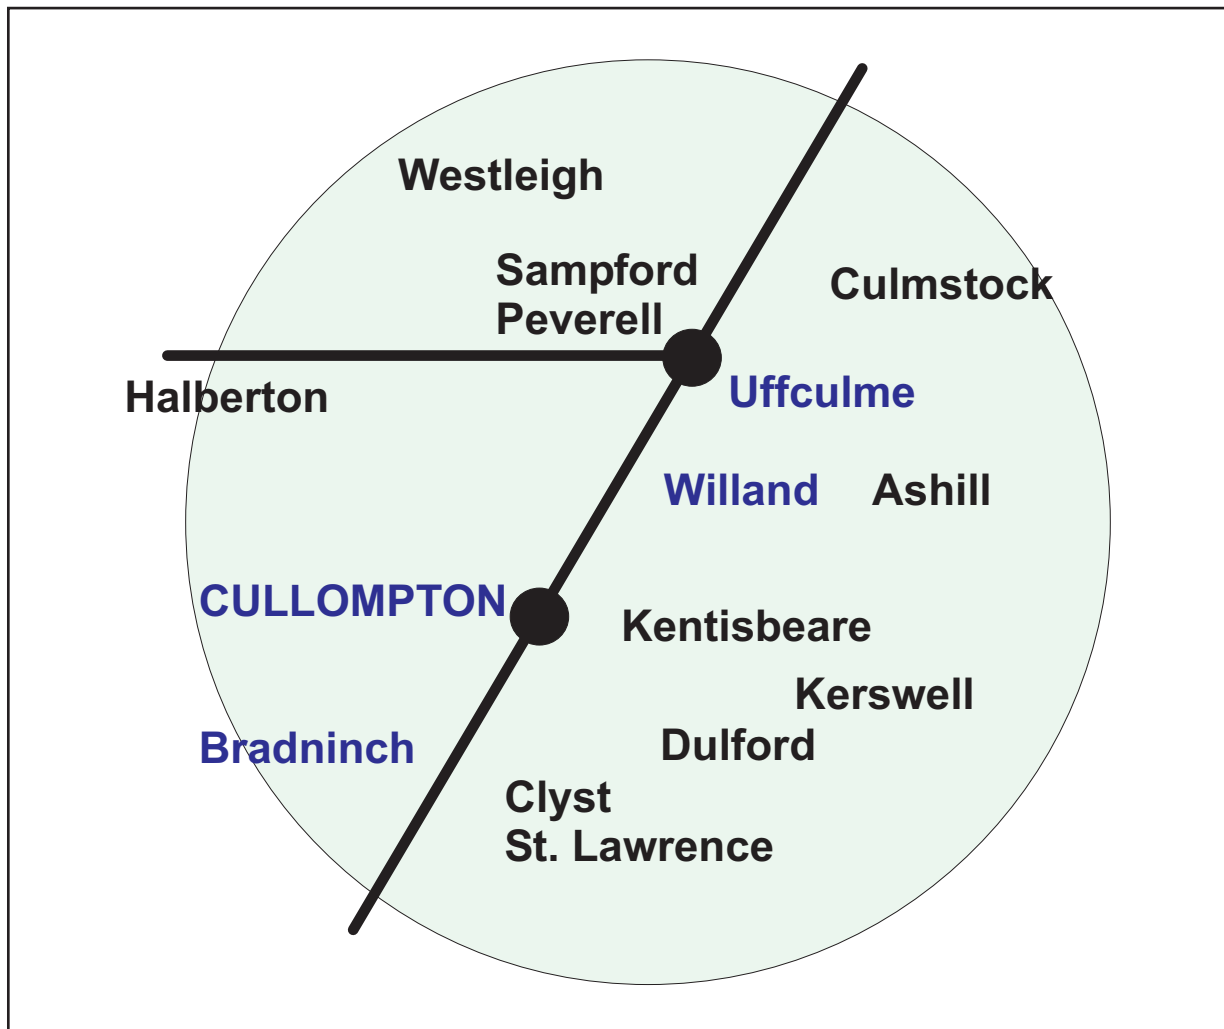 Westleigh
Sampford
Peverell
Culmstock
Halberton
Uffculme
Willand
Ashill
CULLOMPTON
Kentisbeare
Kerswell
Bradninch
Dulford
Clyst
St. Lawrence